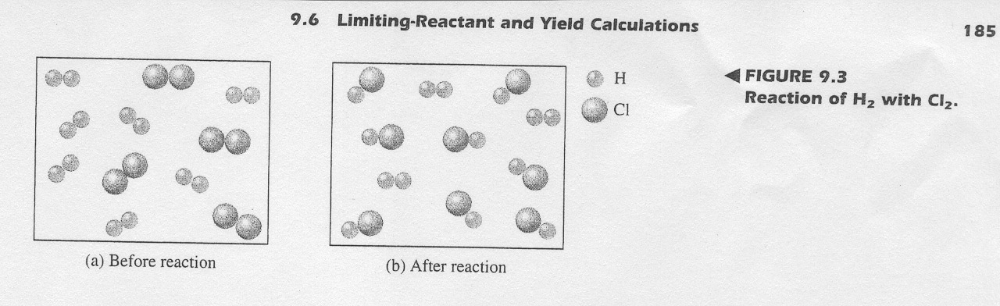 9.6 Limiting-Reactant and Yield Calculations
185
H
Cl
◀ FIGURE 9.3
Reaction of H₂ with Cl₂.
(a) Before reaction
(b) After reaction